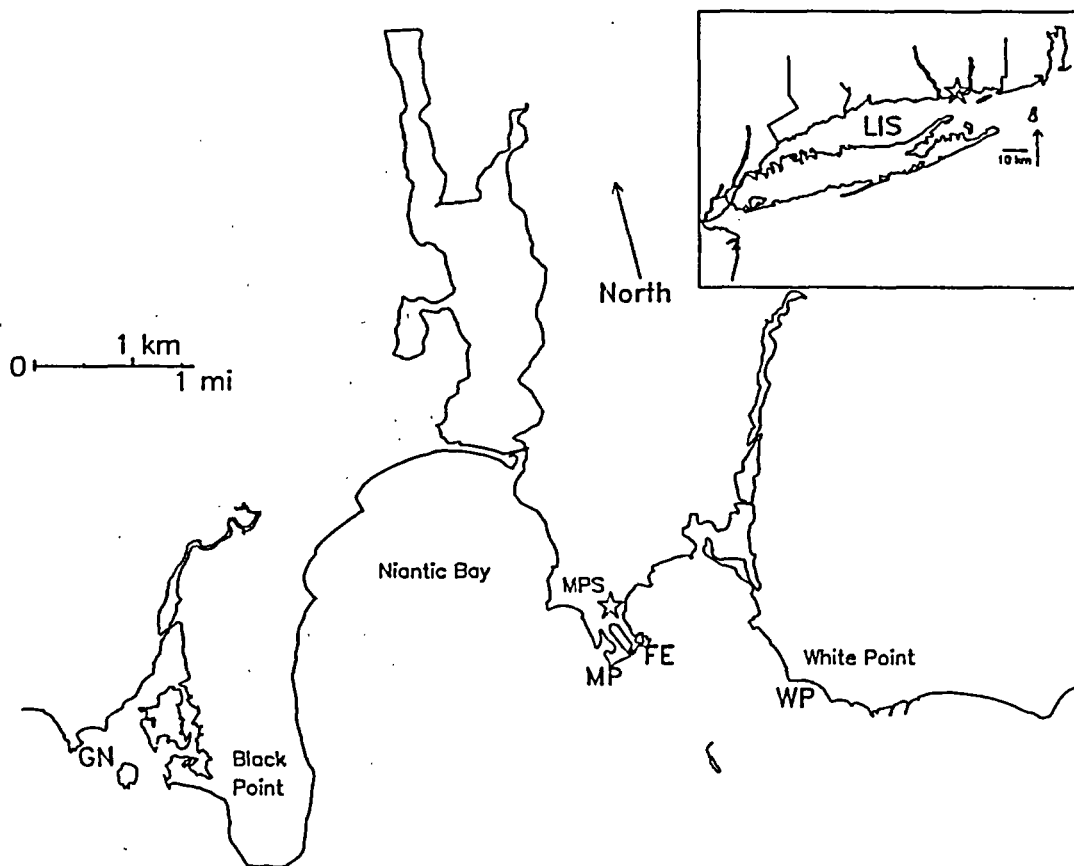 LIS
10 km
North
0
1 km
1 mi
Niantic Bay
MPS
FE
MP
White Point
WP
GN
Black
Point